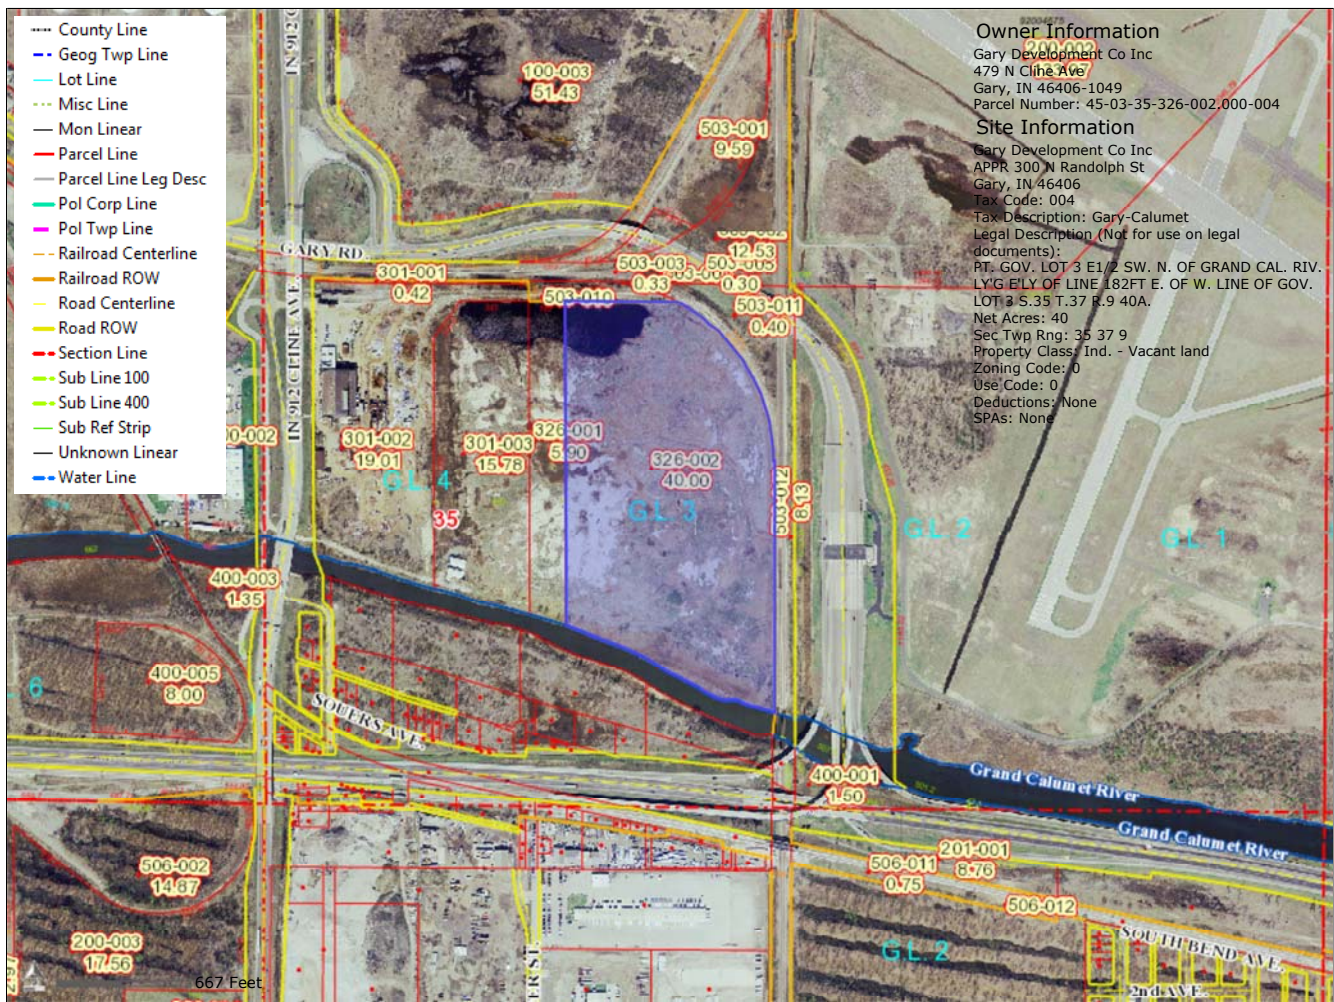 County Line
Geog Twp Line
Lot Line
Misc Line
Mon Linear
Parcel Line
Parcel Line Leg Desc
Pol Corp Line
Pol Twp Line
Railroad Centerline
Railroad ROW
Road Centerline
Road ROW
Section Line
Sub Line 100
Sub Line 400
Sub Ref Strip
Unknown Linear
Water Line
Owner Information
Gary Development Co Inc
479 N Cline Ave
Gary, IN 46406-1049
Parcel Number: 45-03-35-326-002.000-004
Site Information
Gary Development Co Inc
APPR 300 N Randolph St
Gary, IN 46406
Tax Code: 004
Tax Description: Gary-Calumet
Legal Description (Not for use on legal
documents):
PT. GOV. LOT 3 E1/2 SW. N. OF GRAND CAL. RIV.
LY'G E'LY OF LINE 182FT E. OF W. LINE OF GOV.
LOT 3 S.35 T.37 R.9 40A.
Net Acres: 40
Sec Twp Rng: 35 37 9
Property Class: Ind. - Vacant land
Zoning Code: 0
Use Code: 0
Deductions: None
SPAs: None
200-002
100-003
51.43
503-001
9.59
GARY RD.
301-001
0.42
12.53
503-003
0.33
0.30
503-010
503-011
0.40
IN 912 CLINE AVE.
301-002
19.01
301-003
15.78
326-001
5.90
326-002
40.00
503-012
8.13
G.L. 4
35
G.L. 3
G.L. 2
G.L. 1
400-003
1.35
400-005
8.00
SOUERS AVE.
400-001
1.50
Grand Calumet River
Grand Calumet River
506-002
14.87
201-001
8.76
506-011
0.75
506-012
200-003
17.56
G.L. 2
SOUTH BEND AVE.
2nd AVE.
667 Feet